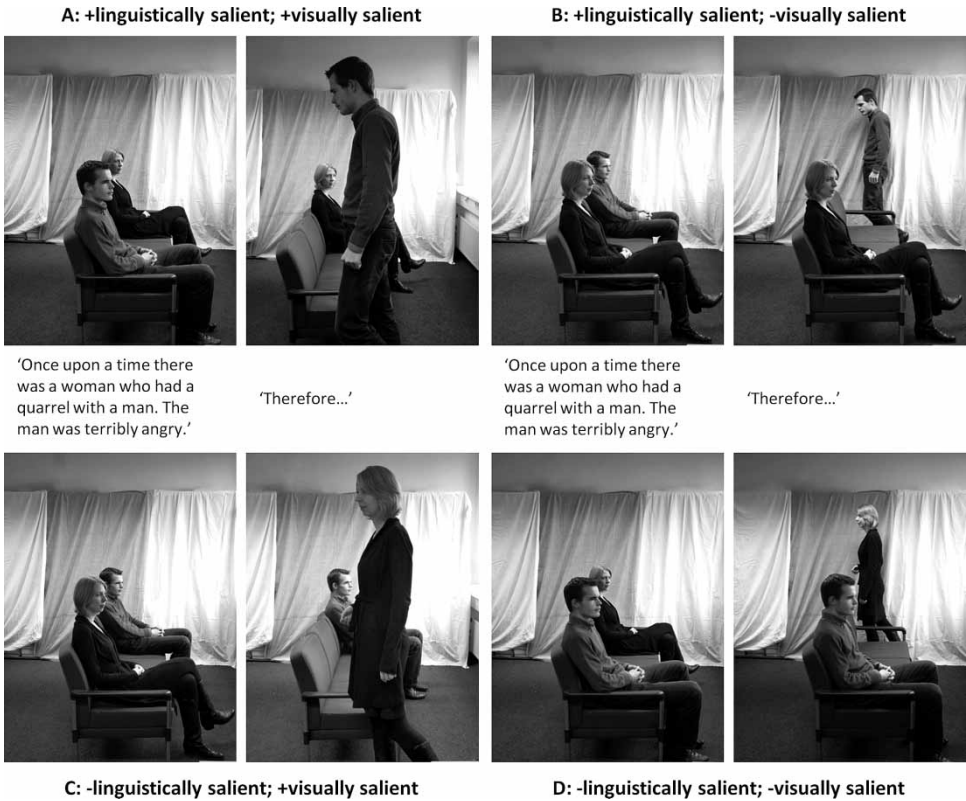 A: +linguistically salient; +visually salient
B: +linguistically salient; -visually salient
‘Once upon a time there
was a woman who had a
quarrel with a man. The
man was terribly angry.’
‘Therefore...’
‘Once upon a time there
was a woman who had a
quarrel with a man. The
man was terribly angry.’
‘Therefore...’
C: -linguistically salient; +visually salient
D: -linguistically salient; -visually salient